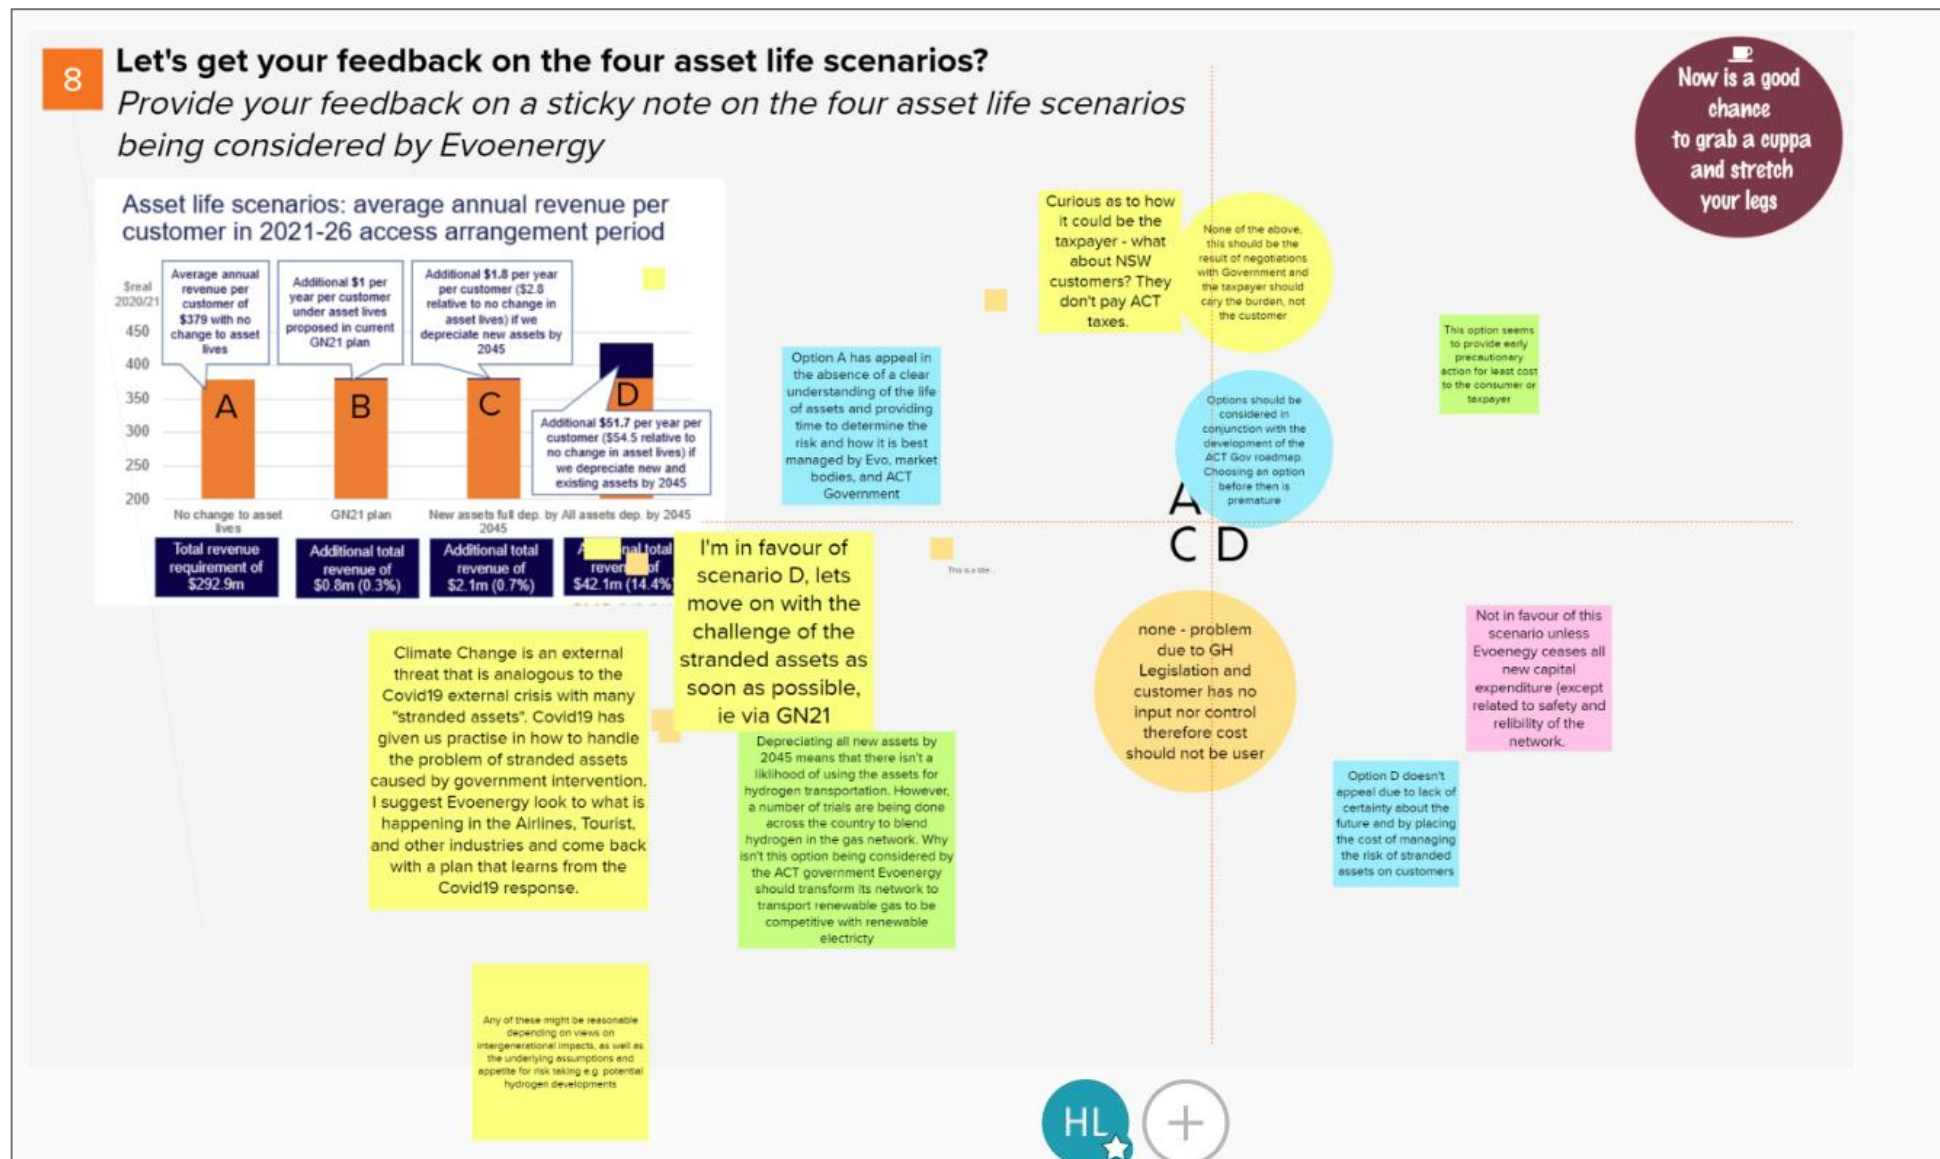 8
Let's get your feedback on the four asset life scenarios?
Provide your feedback on a sticky note on the four asset life scenarios
being considered by Evoenergy
Now is a good
chance
to grab a cuppa
and stretch
your legs
Asset life scenarios: average annual revenue per
customer in 2021-26 access arrangement period
$real
2020/21
450
400
350
300
250
200
Average annual
revenue per
customer of
$379 with no
change to asset
lives
Additional $1 per
year per customer
under asset lives
proposed in current
GN21 plan
Additional $1.8 per year
per customer ($2.8
relative to no change in
asset lives) if we
depreciate new assets by
2045
Additional $51.7 per year per
customer ($54.5 relative to
no change in asset lives) if
we depreciate new and
existing assets by 2045
A
B
C
D
No change to asset
lives
GN21 plan
New assets full dep. by
2045
All assets dep. by 2045
Total revenue
requirement of
$292.9m
Additional total
revenue of
$0.8m (0.3%)
Additional total
revenue of
$2.1m (0.7%)
A nal total
reven of
$42.1m (14.4%)
Curious as to how
it could be the
taxpayer - what
about NSW
customers? They
don't pay ACT
taxes.
None of the above,
this should be the
result of negotiations
with Government and
the taxpayer should
cary the burden, not
the customer
This option seems
to provide early
precautionary
action for least cost
to the consumer or
taxpayer
Option A has appeal in
the absence of a clear
understanding of the life
of assets and providing
time to determine the
risk and how it is best
managed by Evo, market
bodies, and ACT
Government
Options should be
considered in
conjunction with the
development of the
ACT Gov roadmap.
Choosing an option
before then is
premature
A
C D
I'm in favour of
scenario D, lets
move on with the
challenge of the
stranded assets as
soon as possible,
ie via GN21
This is a title...
Climate Change is an external
threat that is analogous to the
Covid19 external crisis with many
"stranded assets". Covid19 has
given us practise in how to handle
the problem of stranded assets
caused by government intervention.
I suggest Evoenergy look to what is
happening in the Airlines, Tourist,
and other industries and come back
with a plan that learns from the
Covid19 response.
Depreciating all new assets by
2045 means that there isn't a
liklihood of using the assets for
hydrogen transportation. However,
a number of trials are being done
across the country to blend
hydrogen in the gas network. Why
isn't this option being considered by
the ACT government Evoenergy
should transform its network to
transport renewable gas to be
competitive with renewable
electricty
none - problem
due to GH
Legislation and
customer has no
input nor control
therefore cost
should not be user
Not in favour of this
scenario unless
Evoenegy ceases all
new capital
expenditure (except
related to safety and
relibility of the
network.
Option D doesn't
appeal due to lack of
certainty about the
future and by placing
the cost of managing
the risk of stranded
assets on customers
Any of these might be reasonable
depending on views on
intergenerational impacts, as well as
the underlying assumptions and
appetite for risk taking e.g. potential
hydrogen developments
HL